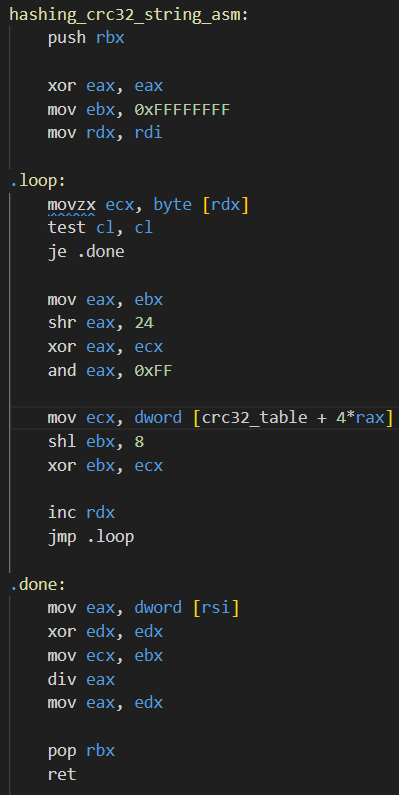 hashing_crc32_string_asm:
push rbx
xor eax, eax
mov ebx, 0xFFFFFFFF
mov rdx, rdi
.loop:
movzx ecx, byte [rdx]
test cl, cl
je .done
mov eax, ebx
shr eax, 24
xor eax, ecx
and eax, 0xFF
mov ecx, dword [crc32_table + 4*rax]
shl ebx, 8
xor ebx, ecx
inc rdx
jmp .loop
.done:
mov eax, dword [rsi]
xor edx, edx
mov ecx, ebx
div eax
mov eax, edx
pop rbx
ret